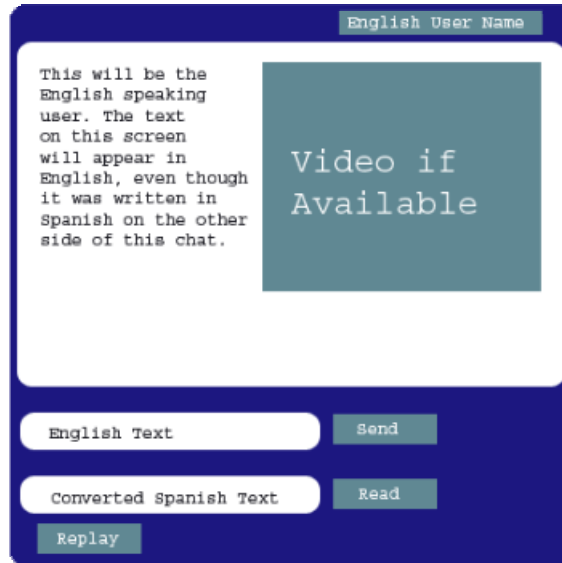 English User Name
This will be the
English speaking
user. The text
on this screen
will appear in
English, even though
it was written in
Spanish on the other
side of this chat.
Video if
Available
English Text
Send
Converted Spanish Text
Read
Replay